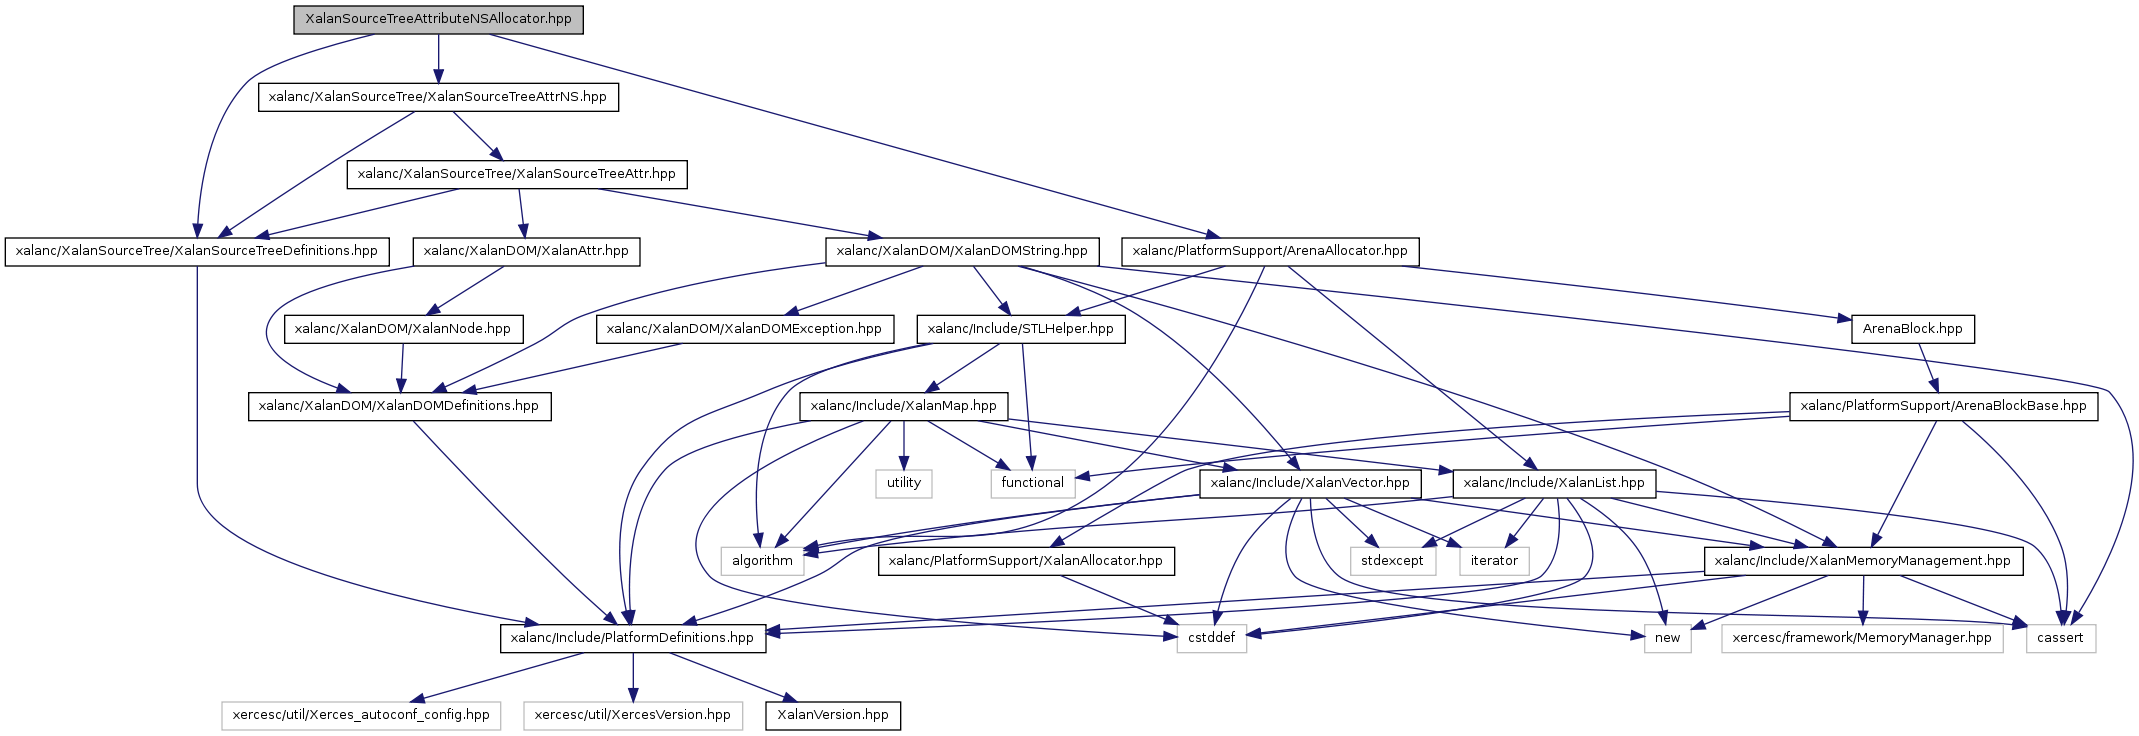 XalanSourceTreeAttributeNSAllocator.hpp
xalanc/XalanSourceTree/XalanSourceTreeAttrNS.hpp
xalanc/XalanSourceTree/XalanSourceTreeAttr.hpp
xalanc/XalanSourceTree/XalanSourceTreeDefinitions.hpp
xalanc/XalanDOM/XalanAttr.hpp
xalanc/XalanDOM/XalanDOMString.hpp
xalanc/PlatformSupport/ArenaAllocator.hpp
xalanc/XalanDOM/XalanNode.hpp
xalanc/XalanDOM/XalanDOMException.hpp
xalanc/Include/STLHelper.hpp
ArenaBlock.hpp
xalanc/XalanDOM/XalanDOMDefinitions.hpp
xalanc/Include/XalanMap.hpp
xalanc/PlatformSupport/ArenaBlockBase.hpp
utility
functional
xalanc/Include/XalanVector.hpp
xalanc/Include/XalanList.hpp
algorithm
xalanc/PlatformSupport/XalanAllocator.hpp
stdexcept
iterator
xalanc/Include/XalanMemoryManagement.hpp
xalanc/Include/PlatformDefinitions.hpp
cstddef
new
xercesc/framework/MemoryManager.hpp
cassert
xercesc/util/Xerces_autoconf_config.hpp
xercesc/util/XercesVersion.hpp
XalanVersion.hpp